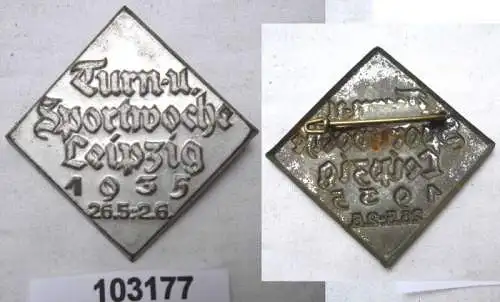 Turn-u.
Sportwoche
Leipzig
1935
26.5.-2.6.
103177